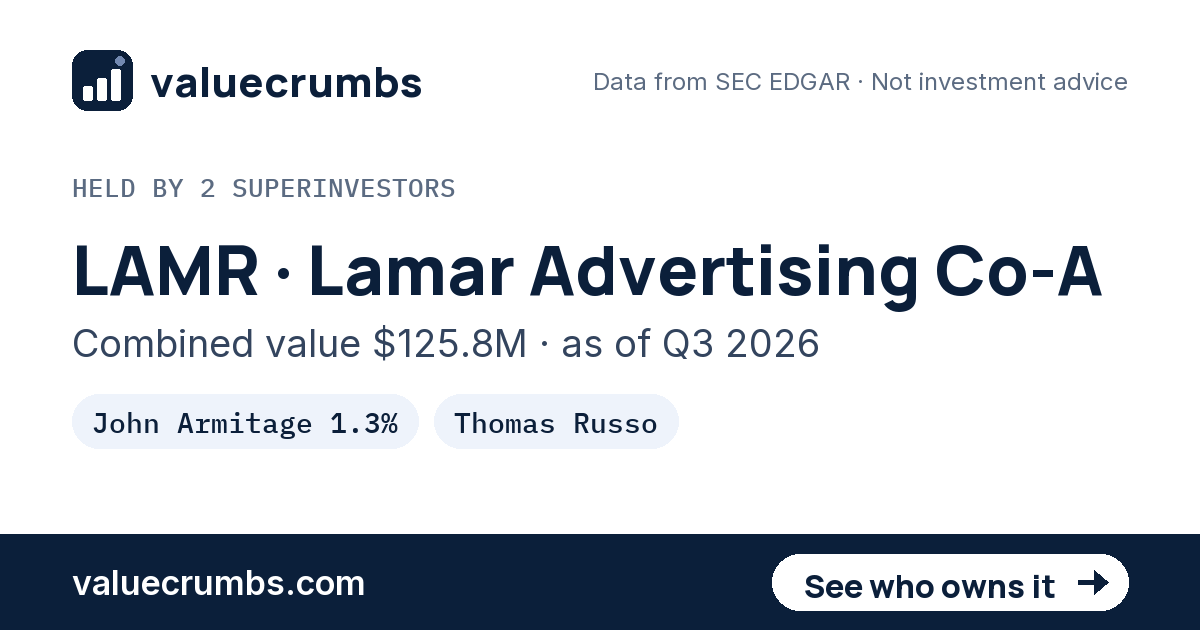 valuecrumbs
Data from SEC EDGAR · Not investment advice
HELD BY 2 SUPERINVESTORS
LAMR · Lamar Advertising Co-A
Combined value $125.8M · as of Q3 2026
John Armitage 1.3%
Thomas Russo
valuecrumbs.com
See who owns it →